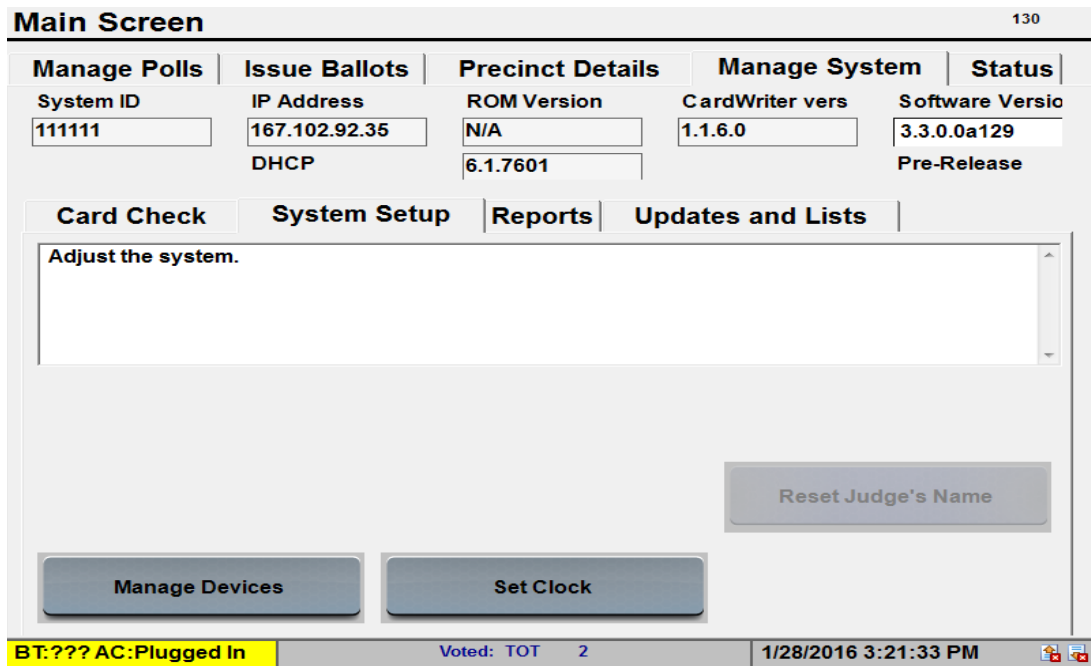 Main Screen 130
Manage Polls Issue Ballots Precinct Details Manage System Status
System ID IP Address ROM Version CardWriter vers Software Versio
111111 167.102.92.35 N/A 1.1.6.0 3.3.0.0a129
DHCP 6.1.7601 Pre-Release
Card Check System Setup Reports Updates and Lists
Adjust the system.
Reset Judge's Name
Manage Devices Set Clock
BT:??? AC:Plugged In Voted: TOT 2 1/28/2016 3:21:33 PM